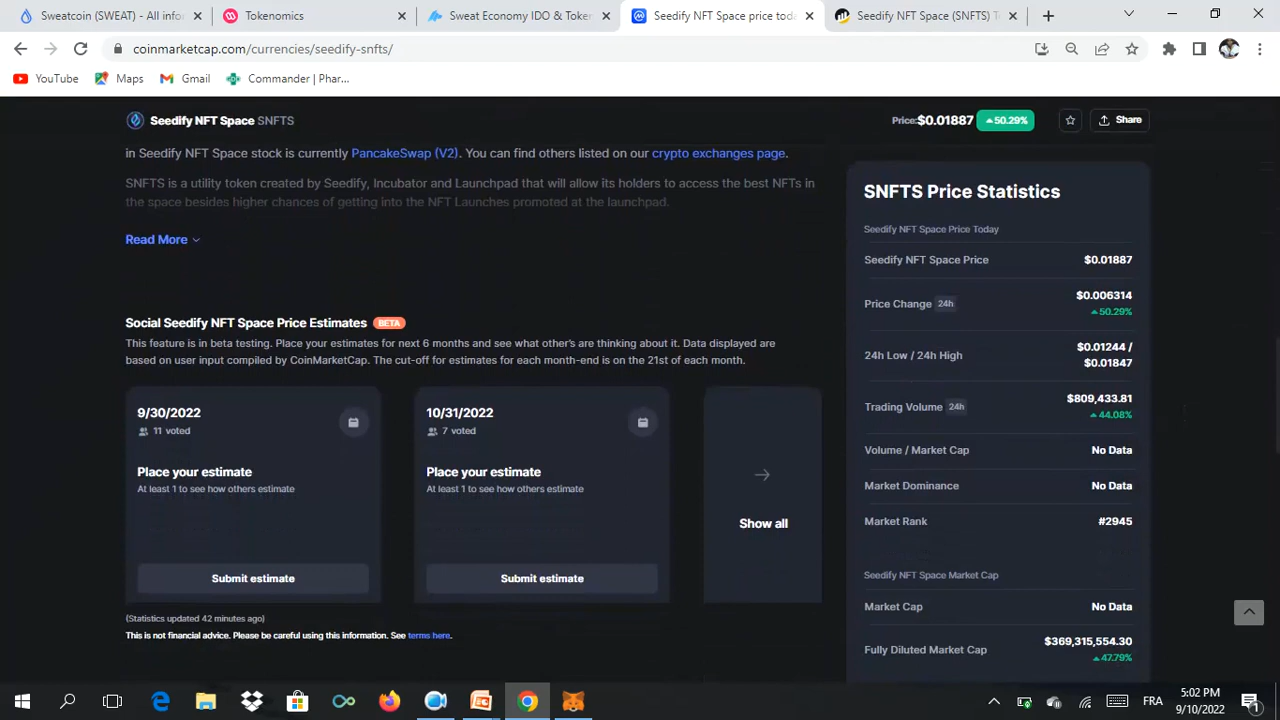 Sweatcoin (SWEAT) - All infor
Tokenomics
Sweat Economy IDO & Token
Seedify NFT Space price toda
Seedify NFT Space (SNFTS) T
coinmarketcap.com/currencies/seedify-snfts/
YouTube
Maps
Gmail
Commander | Phar...
Seedify NFT Space SNFTS
Price:$0.01887 50.29%
Share
in Seedify NFT Space stock is currently PancakeSwap (V2). You can find others listed on our crypto exchanges page.
SNFTS is a utility token created by Seedify, Incubator and Launchpad that will allow its holders to access the best NFTs in
the space besides higher chances of getting into the NFT Launches promoted at the launchpad.
Read More
Social Seedify NFT Space Price Estimates BETA
This feature is in beta testing. Place your estimates for next 6 months and see what other's are thinking about it. Data displayed are
based on user input compiled by CoinMarketCap. The cut-off for estimates for each month-end is on the 21st of each month.
9/30/2022
11 voted
Place your estimate
At least 1 to see how others estimate
Submit estimate
10/31/2022
7 voted
Place your estimate
At least 1 to see how others estimate
Submit estimate
Show all
(Statistics updated 42 minutes ago)
This is not financial advice. Please be careful using this information. See terms here.
SNFTS Price Statistics
Seedify NFT Space Price Today
Seedify NFT Space Price $0.01887
Price Change 24h $0.006314
50.29%
24h Low / 24h High $0.01244 /
$0.01847
Trading Volume 24h $809,433.81
44.08%
Volume / Market Cap No Data
Market Dominance No Data
Market Rank #2945
Seedify NFT Space Market Cap
Market Cap No Data
Fully Diluted Market Cap $369,315,554.30
47.79%
FRA
5:02 PM
9/10/2022
1